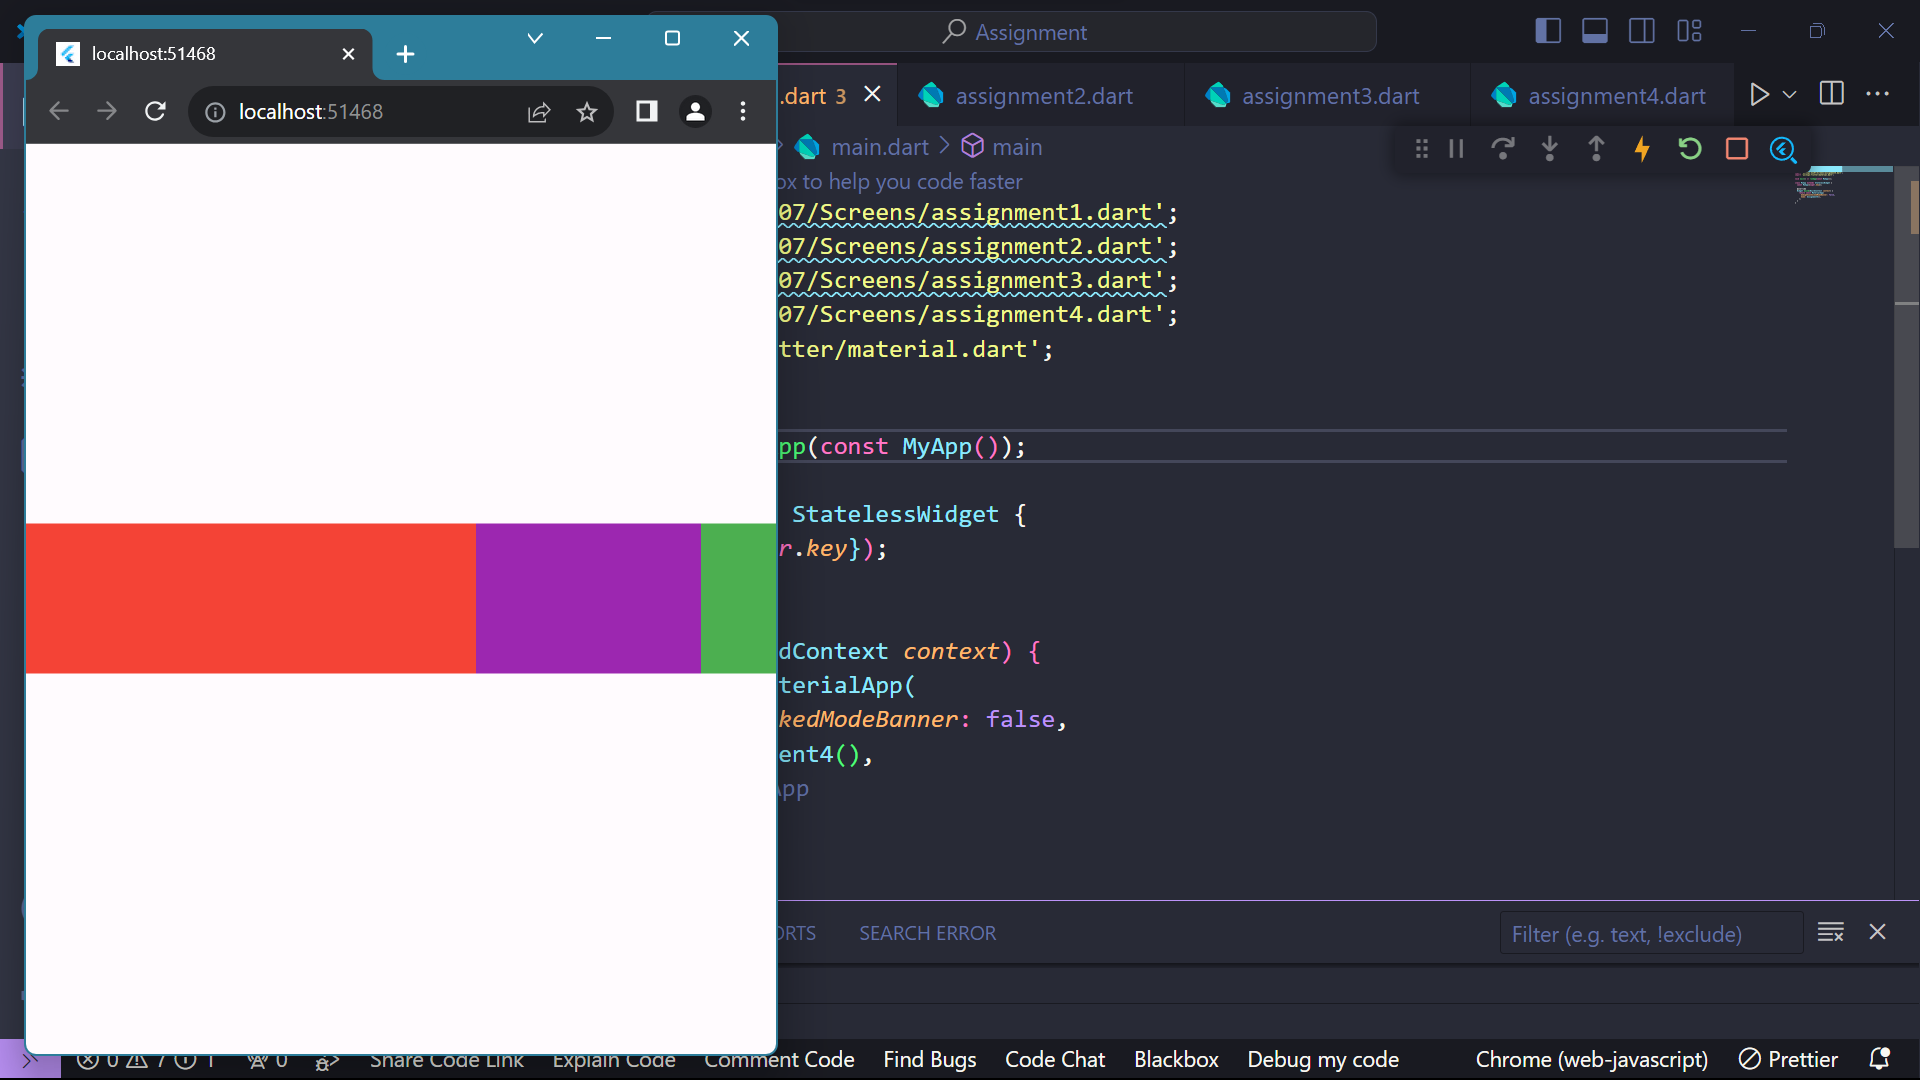 Assignment
localhost:51468
localhost:51468
.dart 3
assignment2.dart
assignment3.dart
assignment4.dart
main.dart > main
ox to help you code faster
07/Screens/assignment1.dart';
07/Screens/assignment2.dart';
07/Screens/assignment3.dart';
07/Screens/assignment4.dart';
tter/material.dart';
pp(const MyApp());
StatelessWidget {
r.key});
dContext context) {
terialApp(
kedModeBanner: false,
ent4(),
App
ORTS
SEARCH ERROR
Filter (e.g. text, !exclude)
0 7 1 0 Share Code Link Explain Code Comment Code Find Bugs Code Chat Blackbox Debug my code Chrome (web-javascript) Prettier